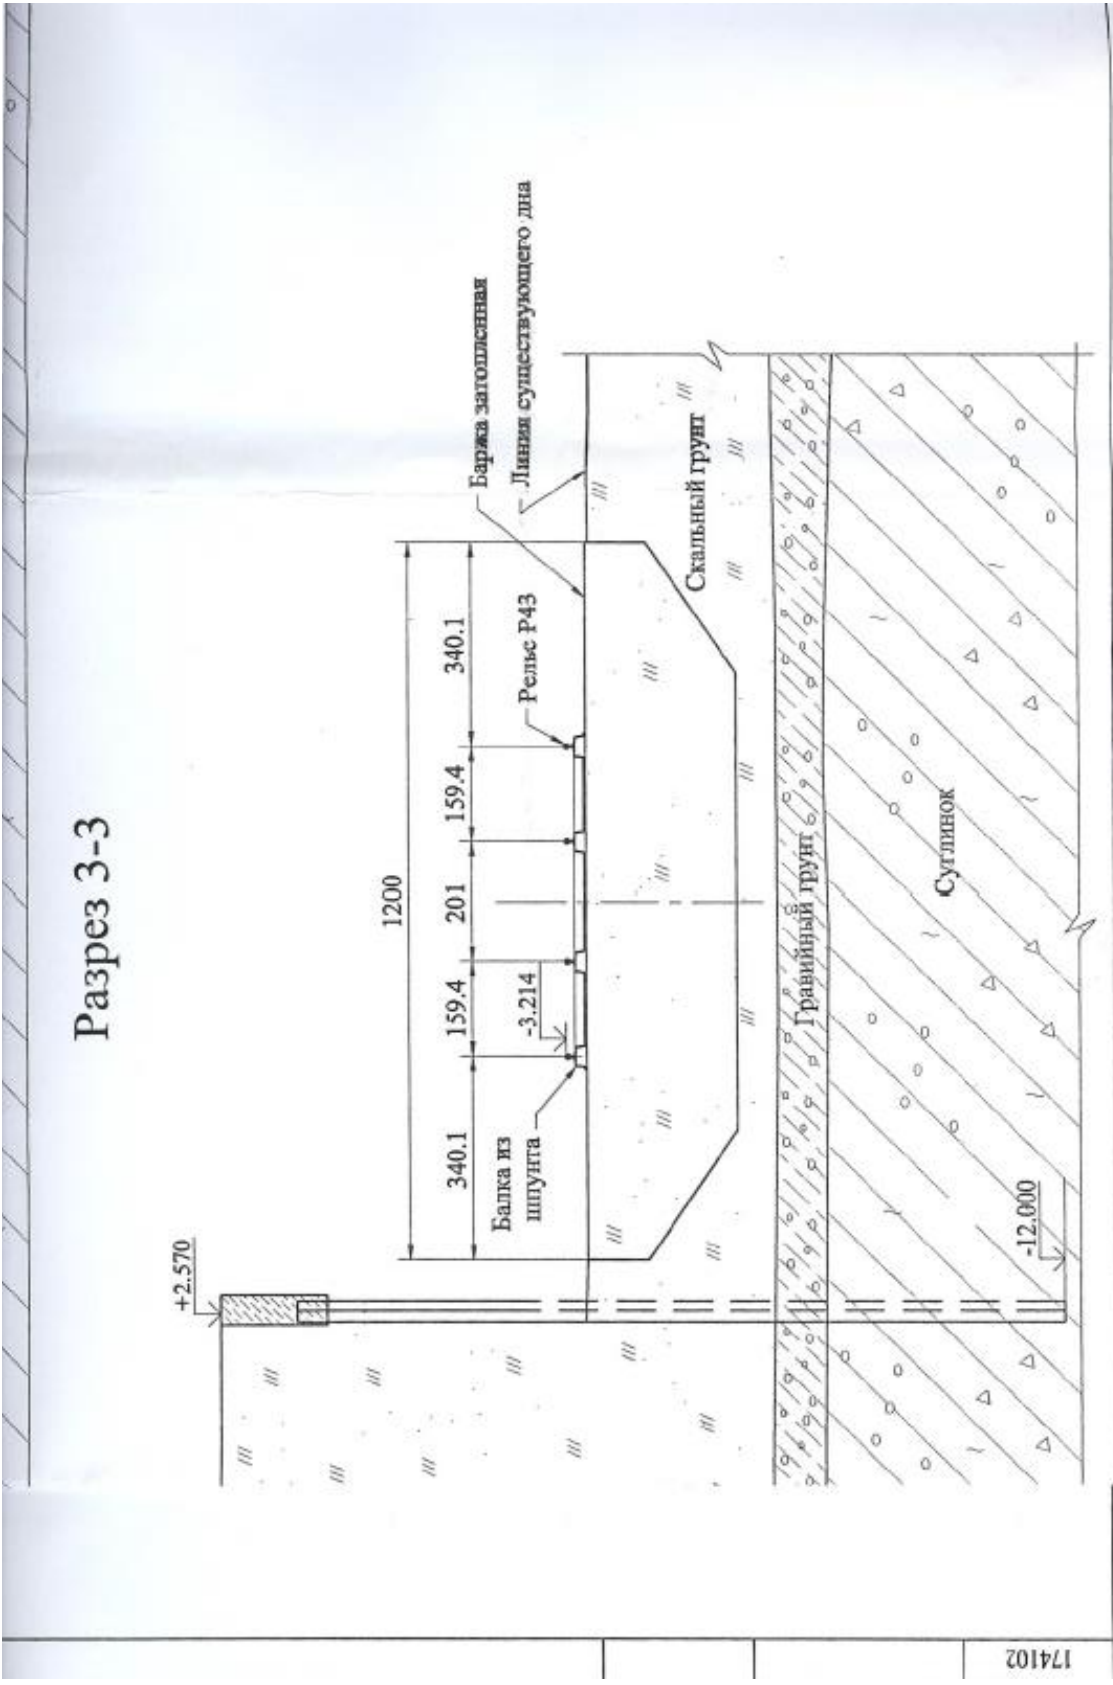 Разрез 3-3
+2.570
1200
340.1
159.4
201
159.4
340.1
Балка из
шпунта
-3.214
Рельс Р43
Баржа затопленная
Линия существующего дна
Скальный грунт
Гравийный грунт
Суглинок
-12.000
174102